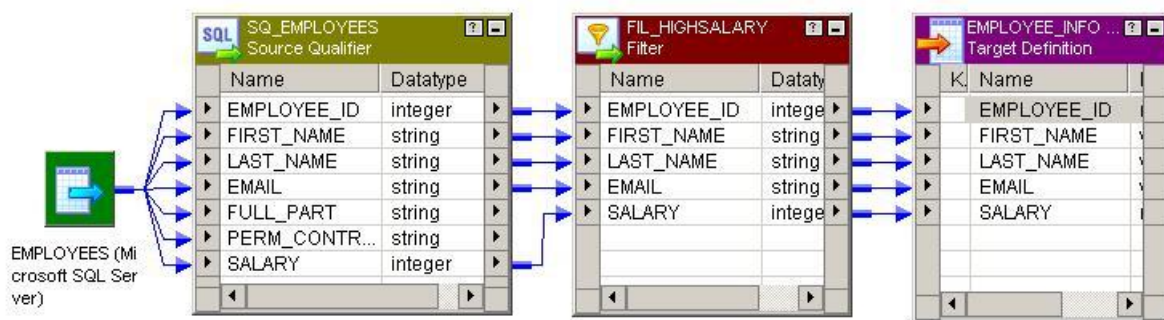 SQL SQ_EMPLOYEES
Source Qualifier
Name Datatype
EMPLOYEE_ID integer
FIRST_NAME string
LAST_NAME string
EMAIL string
FULL_PART string
PERM_CONTR... string
SALARY integer
FIL_HIGHSALARY
Filter
Name Dataty
EMPLOYEE_ID intege
FIRST_NAME string
LAST_NAME string
EMAIL string
SALARY intege
EMPLOYEE_INFO ...
Target Definition
K. Name
EMPLOYEE_ID
FIRST_NAME
LAST_NAME
EMAIL
SALARY
EMPLOYEES (Mi
crosoft SQL Ser
ver)